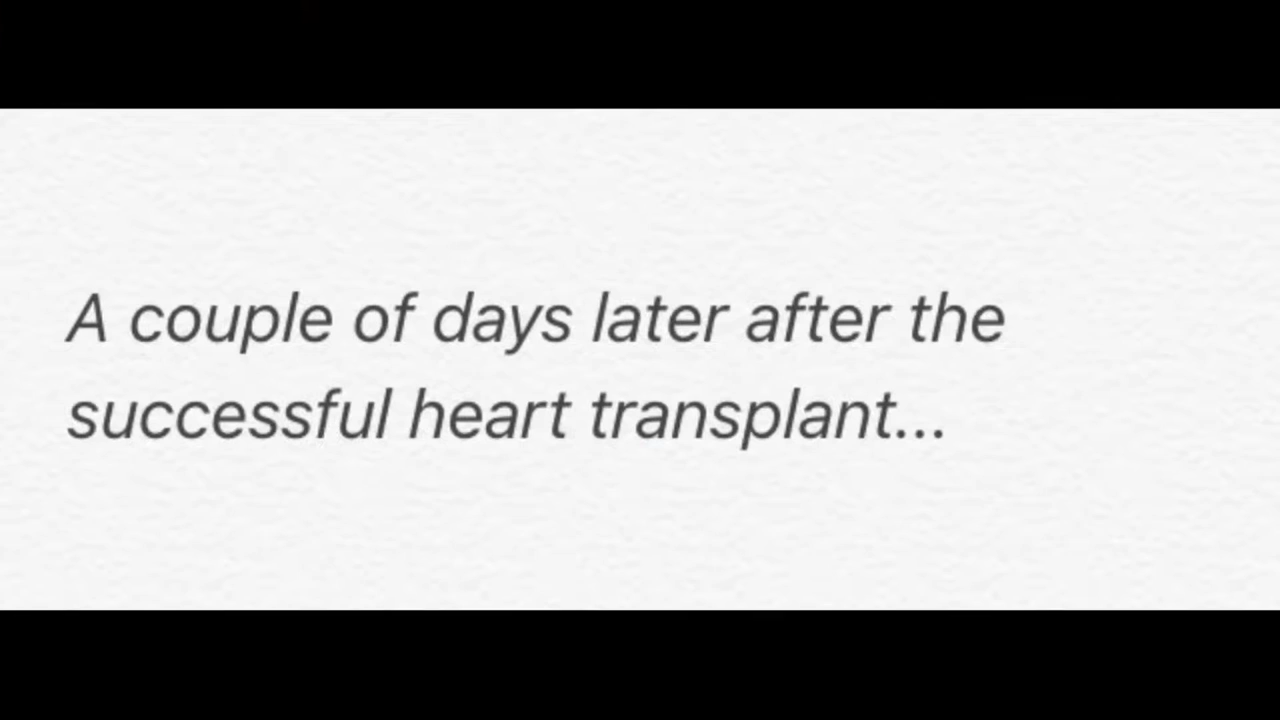 A couple of days later after the
successful heart transplant...